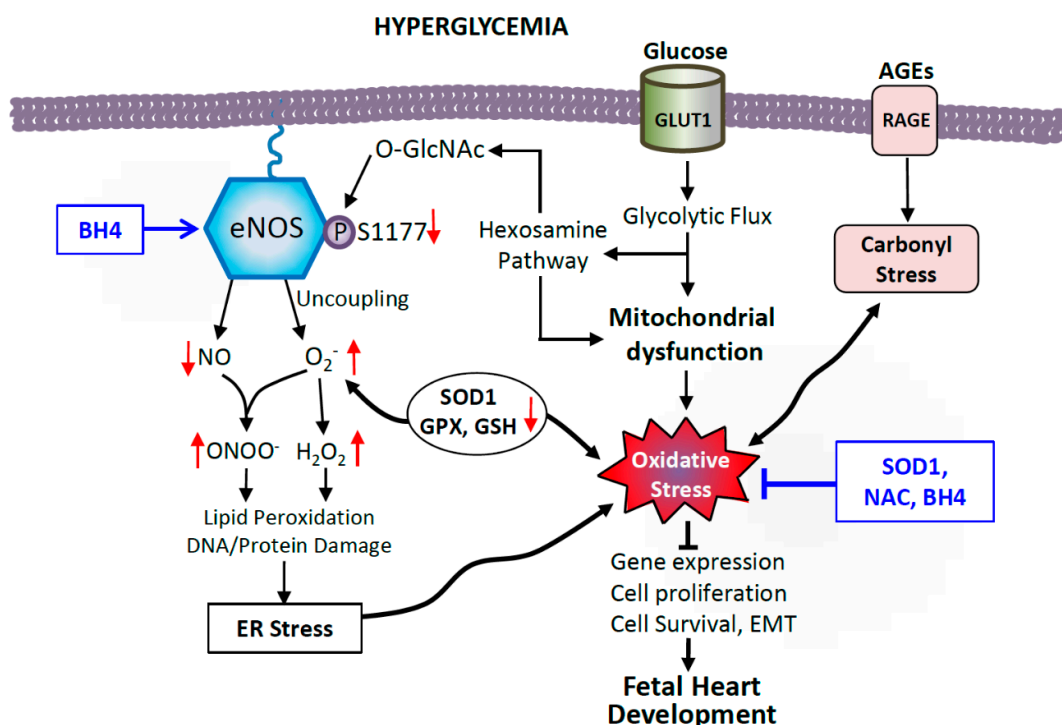 HYPERGLYCEMIA
Glucose
AGEs
GLUT1
RAGE
O-GlcNAc
BH4
eNOS
P
S1177
Glycolytic Flux
Hexosamine
Pathway
Carbonyl
Stress
Uncoupling
Mitochondrial
dysfunction
NO
O₂⁻
SOD1
GPX, GSH
ONOO⁻
H₂O₂
Oxidative
Stress
SOD1,
NAC, BH4
Lipid Peroxidation
DNA/Protein Damage
Gene expression
Cell proliferation
Cell Survival, EMT
ER Stress
Fetal Heart
Development